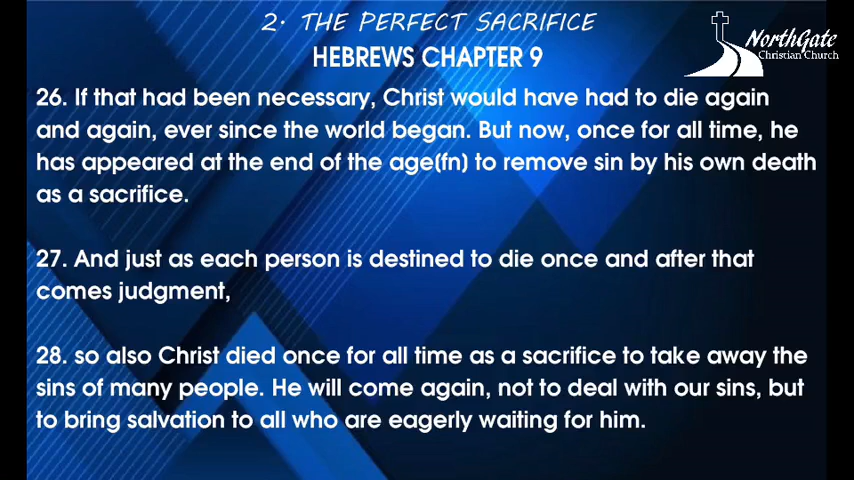 2. THE PERFECT SACRIFICE
HEBREWS CHAPTER 9
NorthGate
Christian Church
26. If that had been necessary, Christ would have had to die again
and again, ever since the world began. But now, once for all time, he
has appeared at the end of the age(fn) to remove sin by his own death
as a sacrifice.
27. And just as each person is destined to die once and after that
comes judgment,
28. so also Christ died once for all time as a sacrifice to take away the
sins of many people. He will come again, not to deal with our sins, but
to bring salvation to all who are eagerly waiting for him.